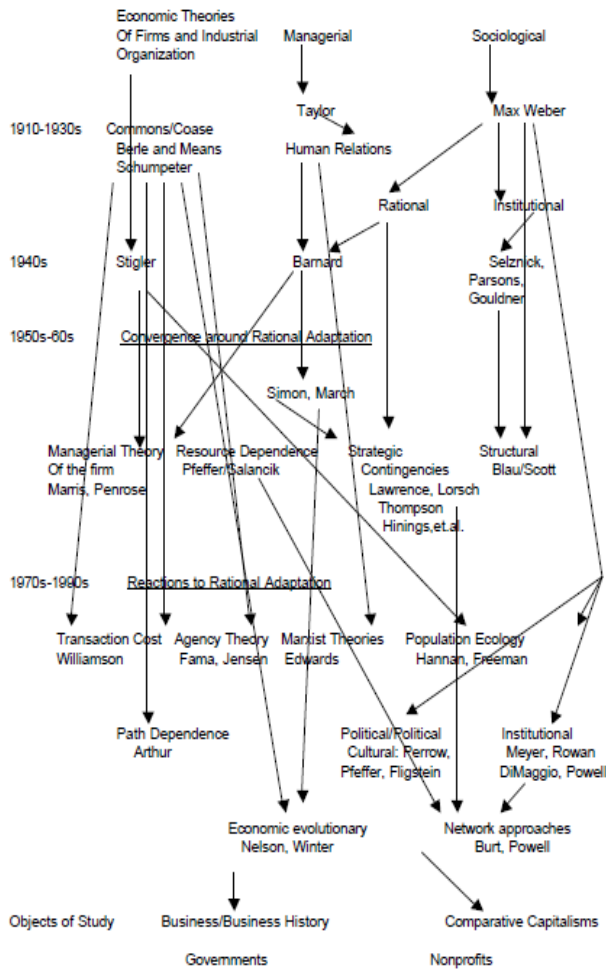 Economic Theories
Of Firms and Industrial
Organization
Managerial
Sociological
Taylor
Max Weber
1910-1930s
Commons/Coase
Berle and Means
Schumpeter
Human Relations
Rational
Institutional
1940s
Stigler
Barnard
Selznick,
Parsons,
Gouldner
1950s-60s
Convergence around Rational Adaptation
Simon, March
Managerial Theory
Of the firm
Marris, Penrose
Resource Dependence
Pfeffer/Salancik
Strategic
Contingencies
Lawrence, Lorsch
Thompson
Hinings,et.al.
Structural
Blau/Scott
1970s-1990s
Reactions to Rational Adaptation
Transaction Cost
Williamson
Agency Theory
Fama, Jensen
Marxist Theories
Edwards
Population Ecology
Hannan, Freeman
Path Dependence
Arthur
Political/Political
Cultural: Perrow,
Pfeffer, Fligstein
Institutional
Meyer, Rowan
DiMaggio, Powell
Economic evolutionary
Nelson, Winter
Network approaches
Burt, Powell
Objects of Study
Business/Business History
Comparative Capitalisms
Governments
Nonprofits